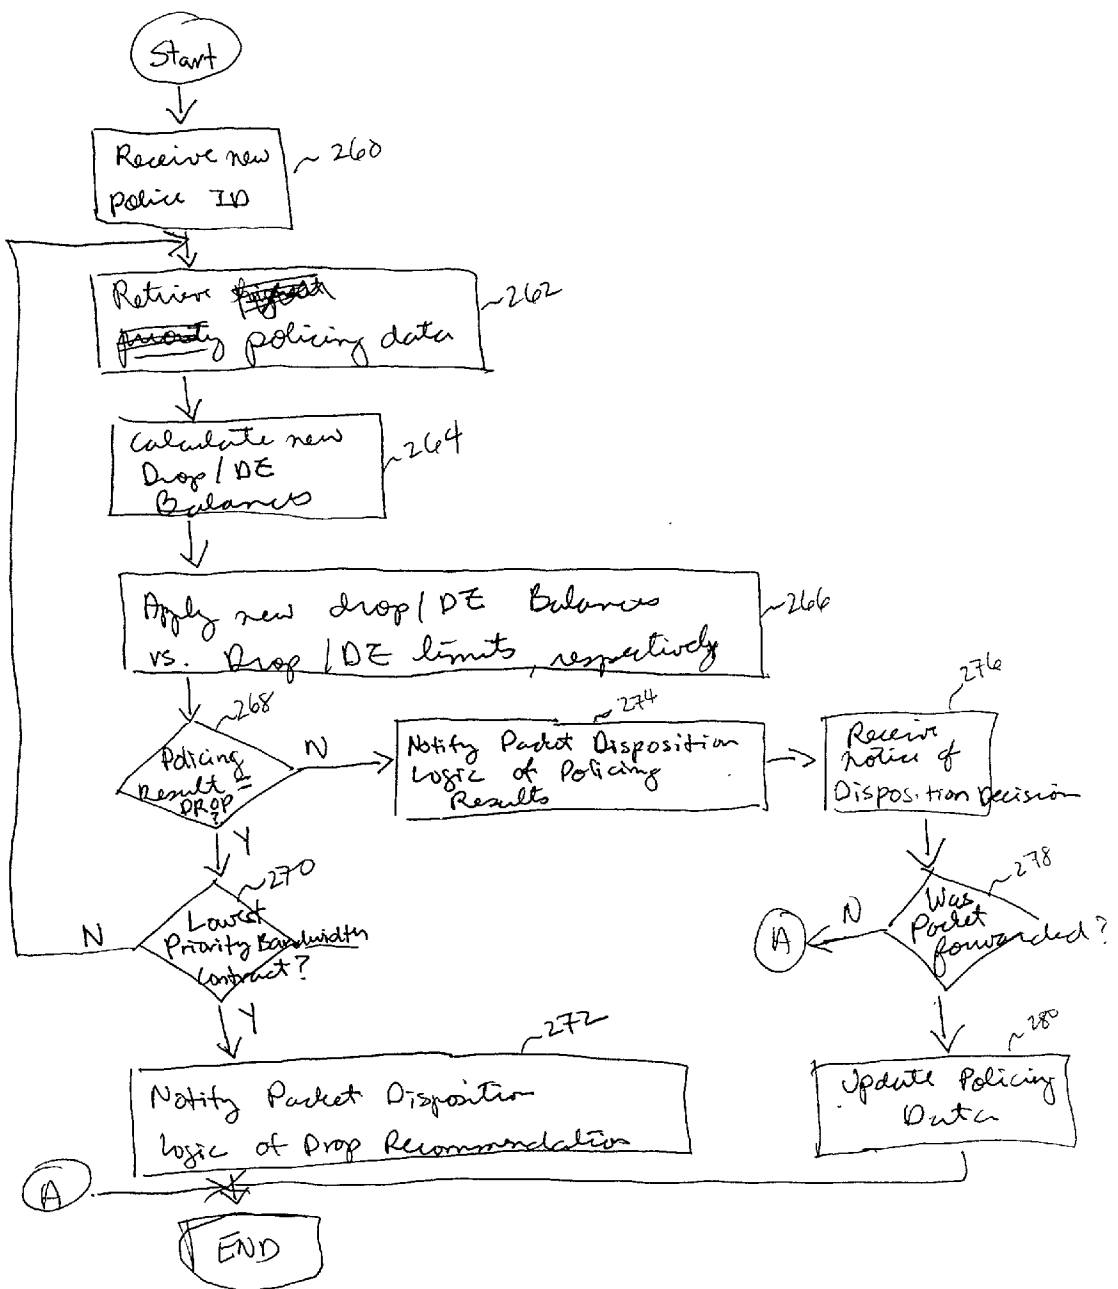 Start
Receive new
police ID
260
Retrieve highest
priority policing data
262
Calculate new
Drop/DE
Balances
264
Apply new drop/DE Balances
vs. Drop/DE limits, respectively
266
268
Policing
Result =
DROP
?
N
Y
274
Notify Packet Disposition
Logic of Policing
Results
276
Receive
notice of
Disposition Decision
270
Lowest
Priority Bandwidth
Contract?
N
Y
278
Was
Packet
forwarded?
N
A
272
Notify Packet Disposition
Logic of Drop Recommendation
280
Update Policing
Data
A
END